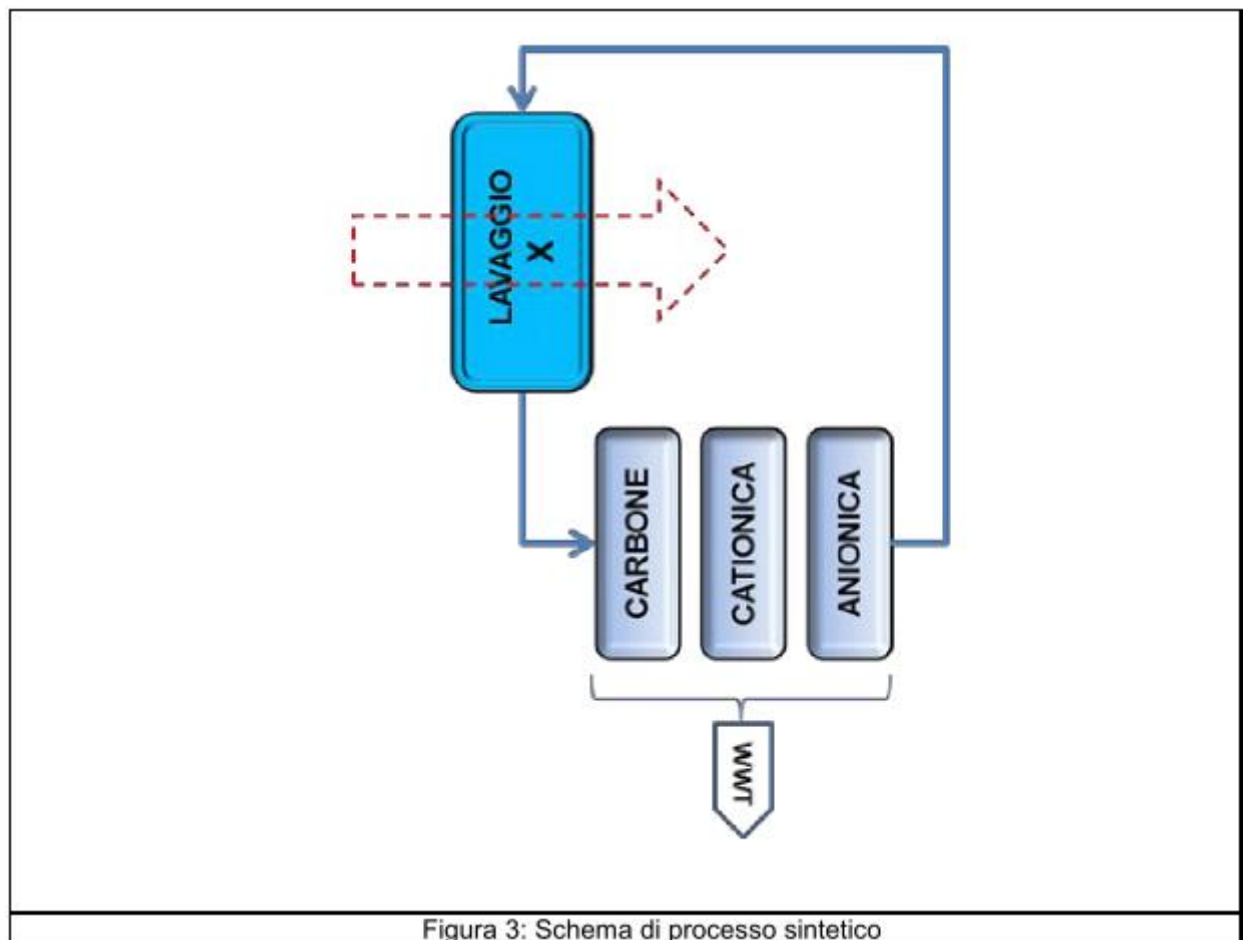 LAVAGGIO
X
CARBONE
CATIONICA
ANIONICA
WWT
Figura 3: Schema di processo sintetico